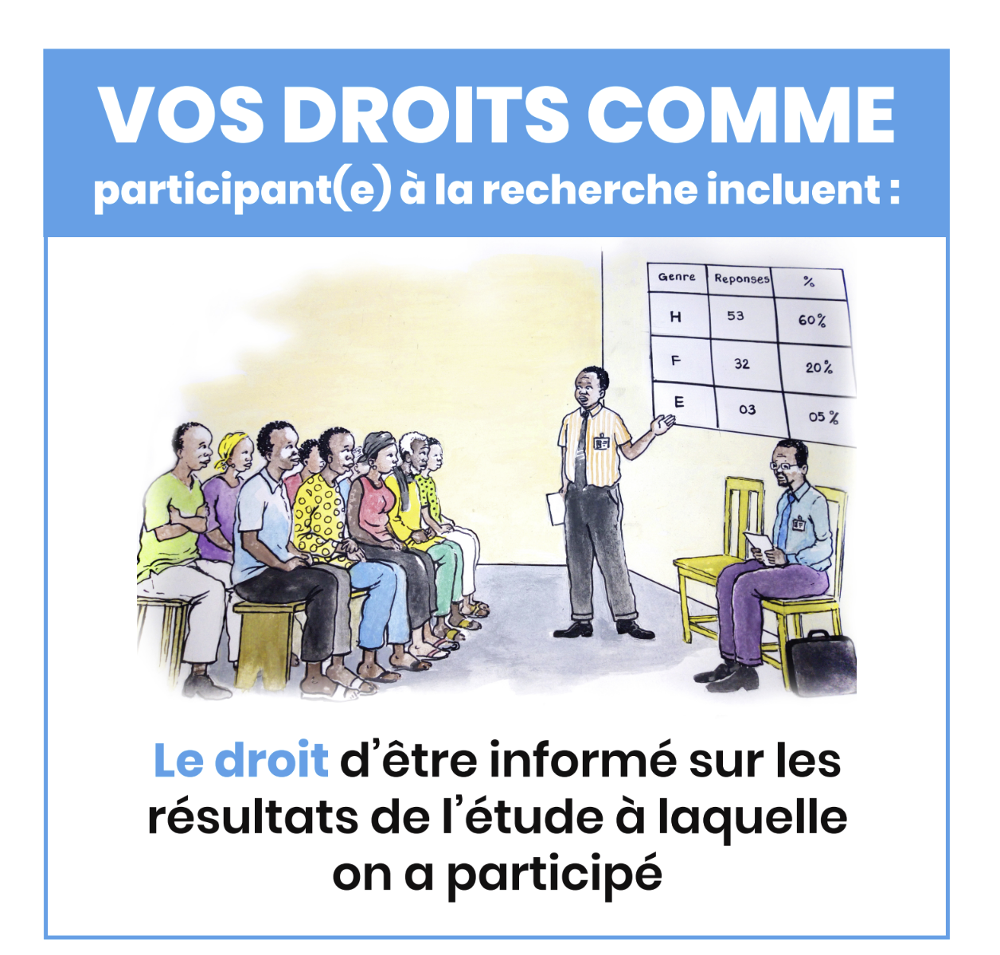 VOS DROITS COMME
participant(e) à la recherche incluent :
Genre Reponses %
H 53 60%
F 32 20%
E 03 05%
Le droit d’être informé sur les
résultats de l’étude à laquelle
on a participé